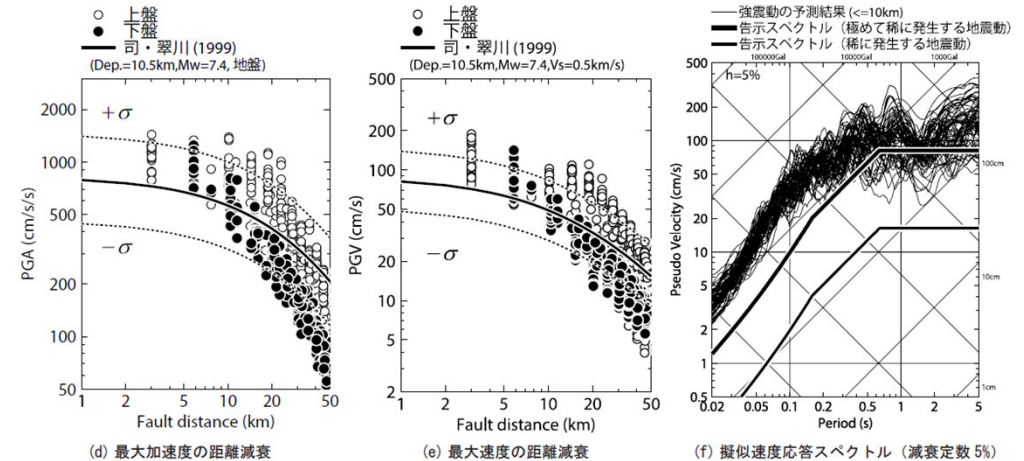 上盤
下盤
司・翠川 (1999)
(Dep.=10.5km,Mw=7.4, 地盤)
PGA (cm/s/s)
2000
1000
500
200
100
50
+σ
−σ
1 2 5 10 20 50
Fault distance (km)
(d) 最大加速度の距離減衰
上盤
下盤
司・翠川 (1999)
(Dep.=10.5km,Mw=7.4,Vs=0.5km/s)
PGV (cm/s)
500
200
100
50
20
10
5
2
+σ
−σ
1 2 5 10 20 50
Fault distance (km)
(e) 最大速度の距離減衰
強震動の予測結果 (<=10km)
告示スペクトル（極めて稀に発生する地震動）
告示スペクトル（稀に発生する地震動）
100000Gal 10000Gal 1000Gal
h=5%
Pseudo Velocity (cm/s)
500
200
100
50
20
10
5
2
1
0.5
100cm
10cm
1cm
0.02 0.05 0.1 0.2 0.5 1 2 5
Period (s)
(f) 擬似速度応答スペクトル（減衰定数 5%）